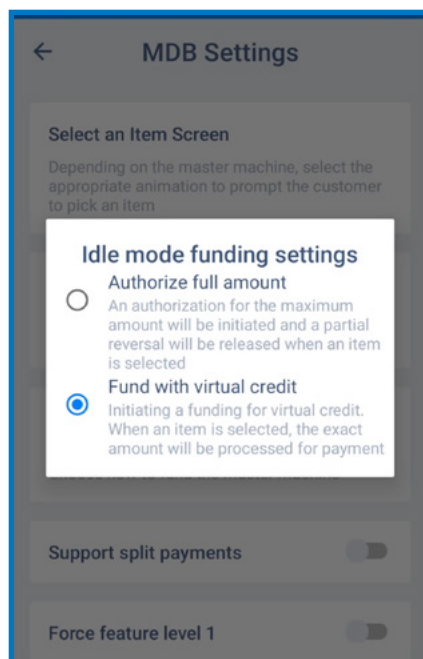 MDB Settings
Select an Item Screen
Depending on the master machine, select the
appropriate animation to prompt the customer
to pick an item
Idle mode funding settings
Authorize full amount
An authorization for the maximum
amount will be initiated and a partial
reversal will be released when an item
is selected
Fund with virtual credit
Initiating a funding for virtual credit.
When an item is selected, the exact
amount will be processed for payment
Support split payments
Force feature level 1